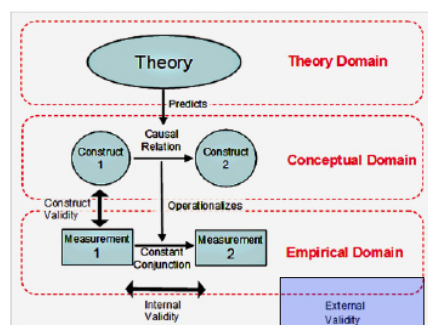 Theory
Theory Domain
Predicts
Causal
Relation
Construct
1
Construct
2
Conceptual Domain
Construct
Validity
Operationalizes
Measurement
1
Constant
Conjunction
Measurement
2
Empirical Domain
Internal
Validity
External
Validity